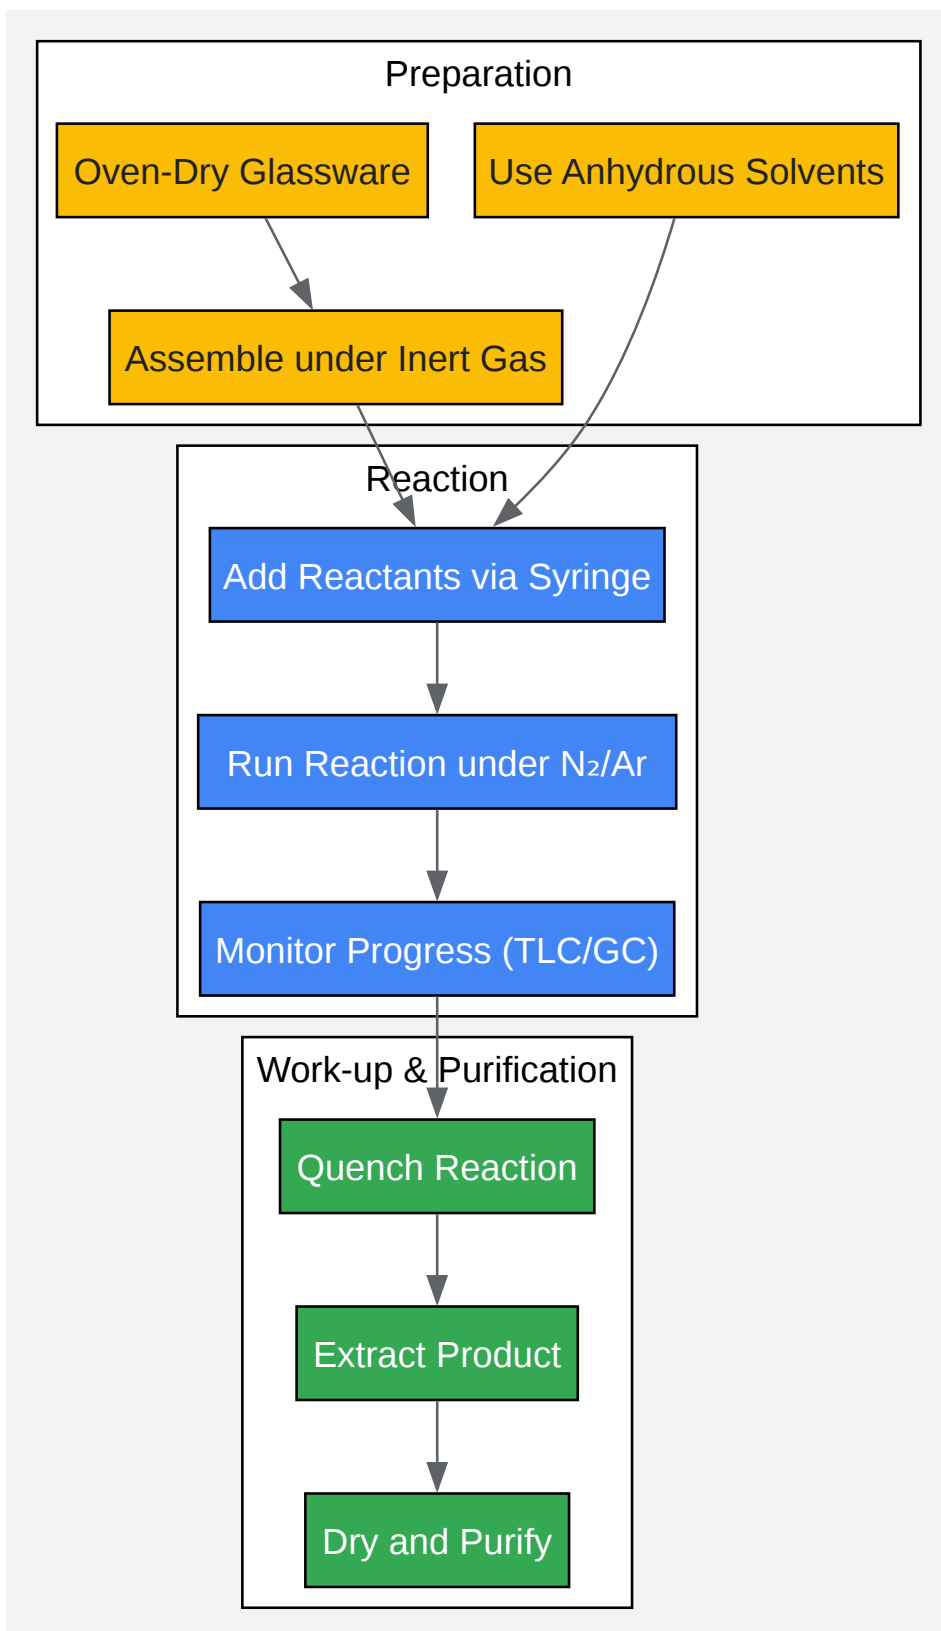 Preparation
Oven-Dry Glassware
Use Anhydrous Solvents
Assemble under Inert Gas
Reaction
Add Reactants via Syringe
Run Reaction under N₂/Ar
Monitor Progress (TLC/GC)
Work-up & Purification
Quench Reaction
Extract Product
Dry and Purify